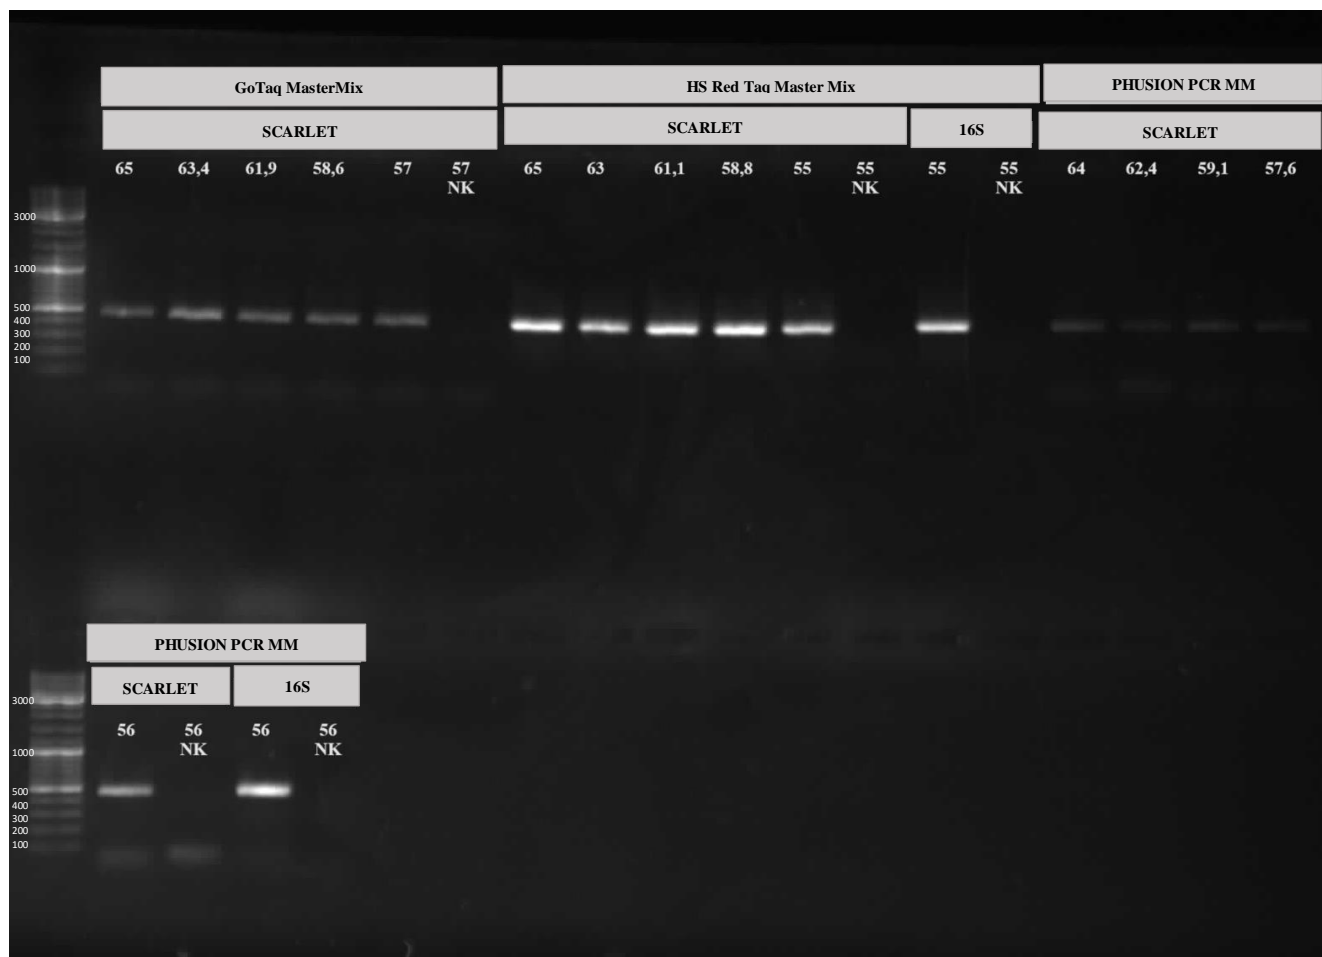 GoTaq MasterMix
HS Red Taq Master Mix
PHUSION PCR MM
SCARLET
SCARLET
16S
SCARLET
65 63,4 61,9 58,6 57 57 NK 65 63 61,1 58,8 55 55 NK 55 55 NK 64 62,4 59,1 57,6
3000
1000
500
400
300
200
100
PHUSION PCR MM
SCARLET
16S
56 56 NK 56 56 NK
3000
1000
500
400
300
200
100